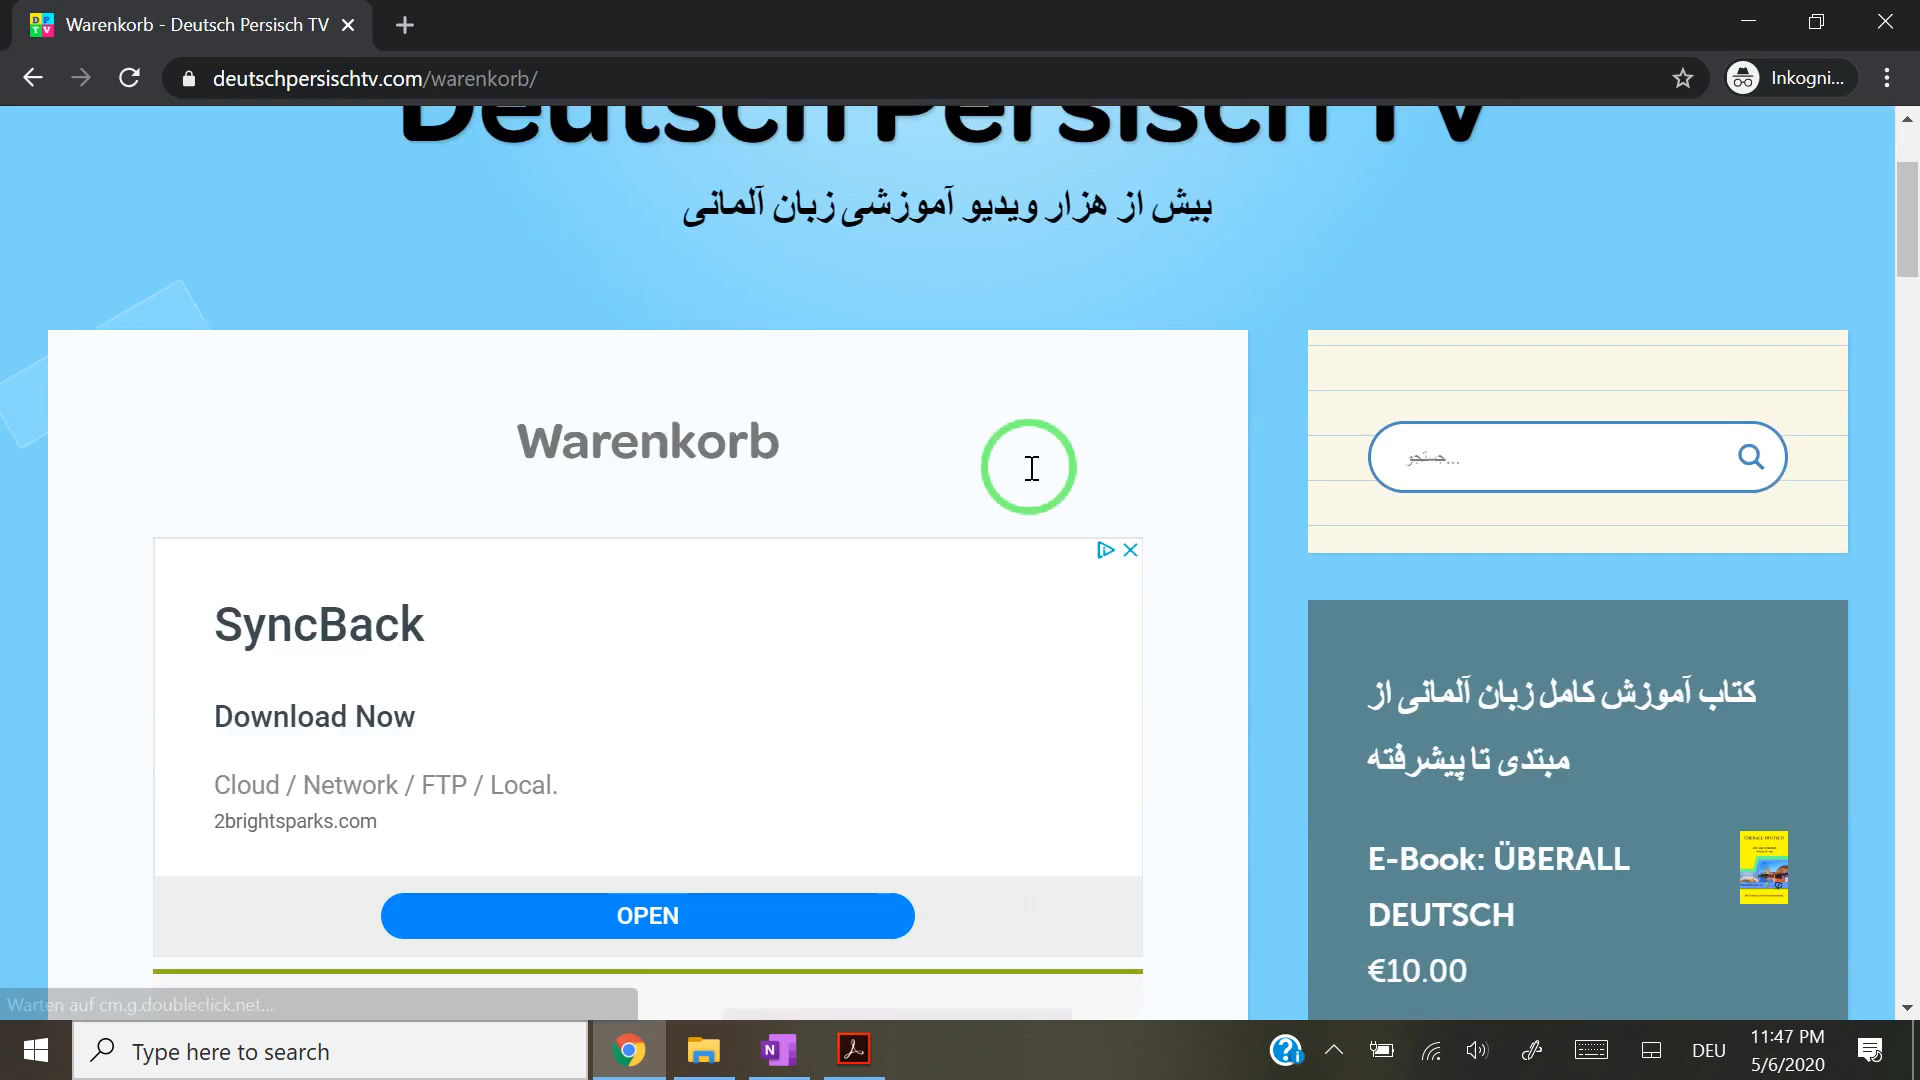 Warenkorb - Deutsch Persisch TV
deutschpersischtv.com/warenkorb/
Inkogni...
Deutsch Persisch TV
بیش از هزار ویدیو آموزشی زبان آلمانی
Warenkorb
جستجو...
SyncBack
Download Now
Cloud / Network / FTP / Local.
2brightsparks.com
OPEN
کتاب آموزش کامل زبان آلمانی از
مبتدی تا پیشرفته
E-Book: ÜBERALL
DEUTSCH
€10.00
Warten auf cm.g.doubleclick.net...
Type here to search
DEU
11:47 PM
5/6/2020